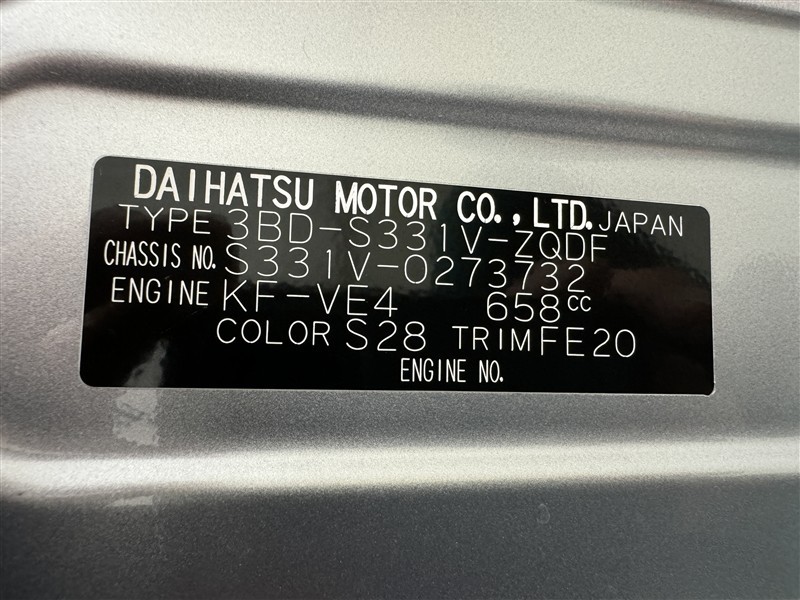 DAIHATSU MOTOR CO., LTD. JAPAN
TYPE 3BD-S331V-ZQDF
CHASSIS NO. S331V-0273732
ENGINE KF-VE4 658cc
COLOR S28 TRIM FE20
ENGINE NO.